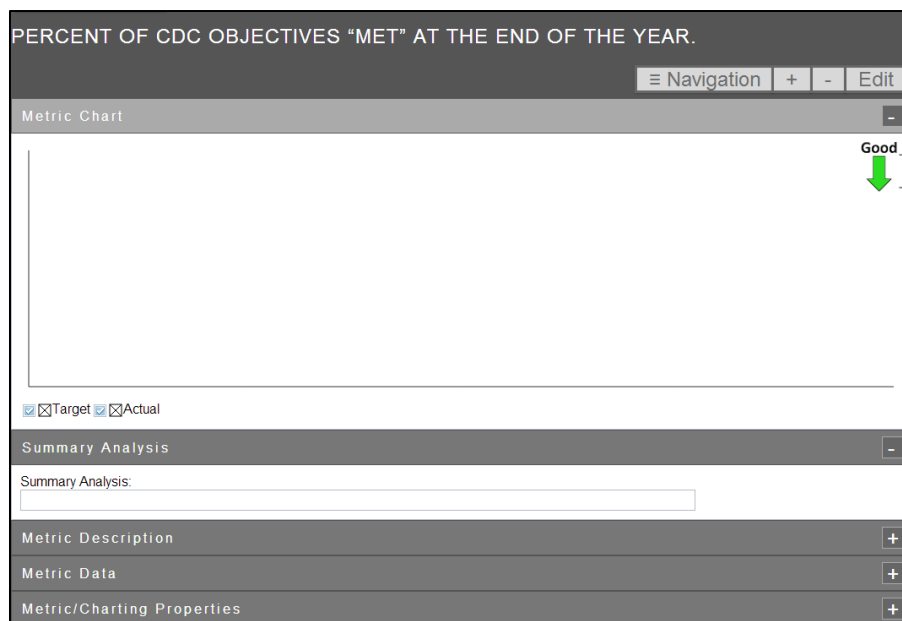 PERCENT OF CDC OBJECTIVES “MET” AT THE END OF THE YEAR.
≡ Navigation + - Edit
Metric Chart -
Good
Target Actual
Summary Analysis -
Summary Analysis:
Metric Description +
Metric Data +
Metric/Charting Properties +